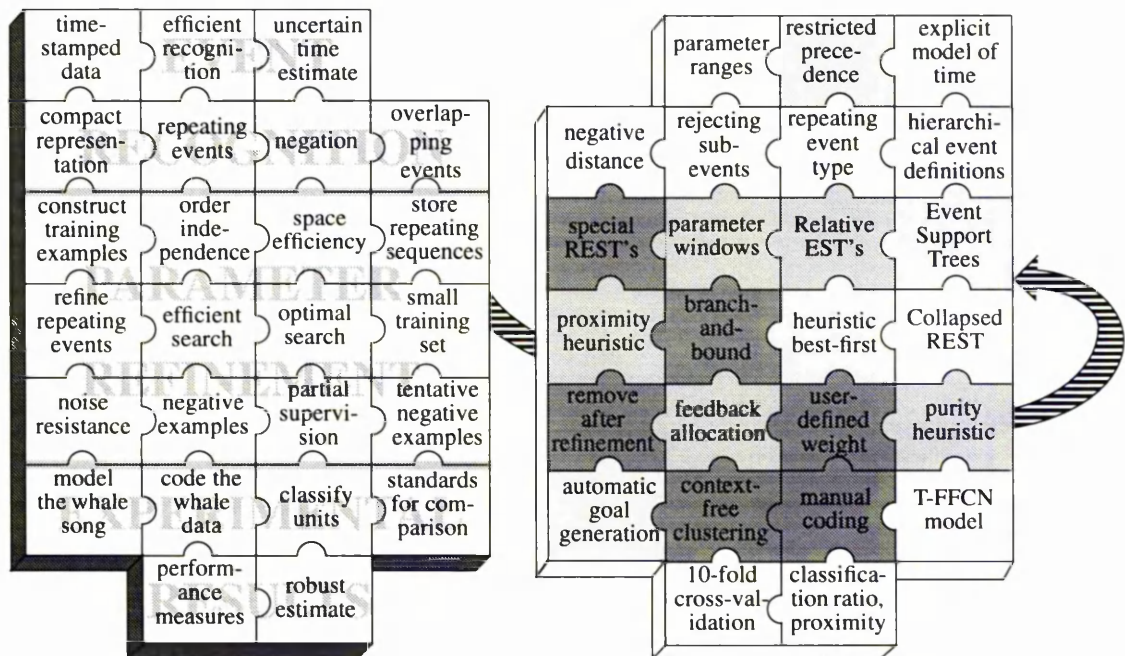 time-
stamped
data
efficient
recogni-
tion
uncertain
time
estimate
EVENT
compact
represen-
tation
repeating
events
negation
overlap-
ping
events
RECOGNITION
construct
training
examples
order
inde-
pendence
space
efficiency
store
repeating
sequences
PARAMETER
refine
repeating
events
efficient
search
optimal
search
small
training
set
REFINEMENT
noise
resistance
negative
examples
partial
supervi-
sion
tentative
negative
examples
model
the whale
song
code the
whale
data
classify
units
standards
for com-
parison
EXPERIMENTAL
perform-
ance
measures
robust
estimate
RESULTS
parameter
ranges
restricted
prece-
dence
explicit
model of
time
negative
distance
rejecting
sub-
events
repeating
event
type
hierarchi-
cal event
definitions
special
REST's
parameter
windows
Relative
EST's
Event
Support
Trees
proximity
heuristic
branch-
and-
bound
heuristic
best-first
Collapsed
REST
remove
after
refinement
feedback
allocation
user-
defined
weight
purity
heuristic
automatic
goal
generation
context-
free
clustering
manual
coding
T-FFCN
model
10-fold
cross-val-
idation
classifica-
tion ratio,
proximity